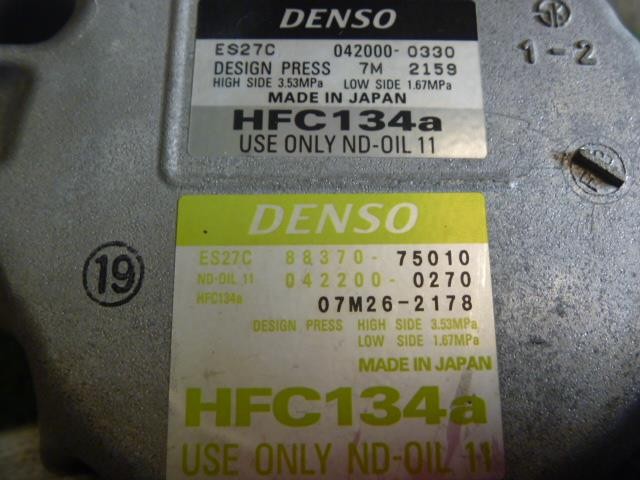 DENSO
ES27C 042000-0330
DESIGN PRESS 7M 2159
HIGH SIDE 3.53MPa LOW SIDE 1.67MPa
MADE IN JAPAN
HFC134a
USE ONLY ND-OIL 11
1-2
19
DENSO
ES27C 88370-75010
ND-OIL 11 042200-0270
HFC134a 07M26-2178
DESIGN PRESS HIGH SIDE 3.53MPa
LOW SIDE 1.67MPa
MADE IN JAPAN
HFC134a
USE ONLY ND-OIL 11